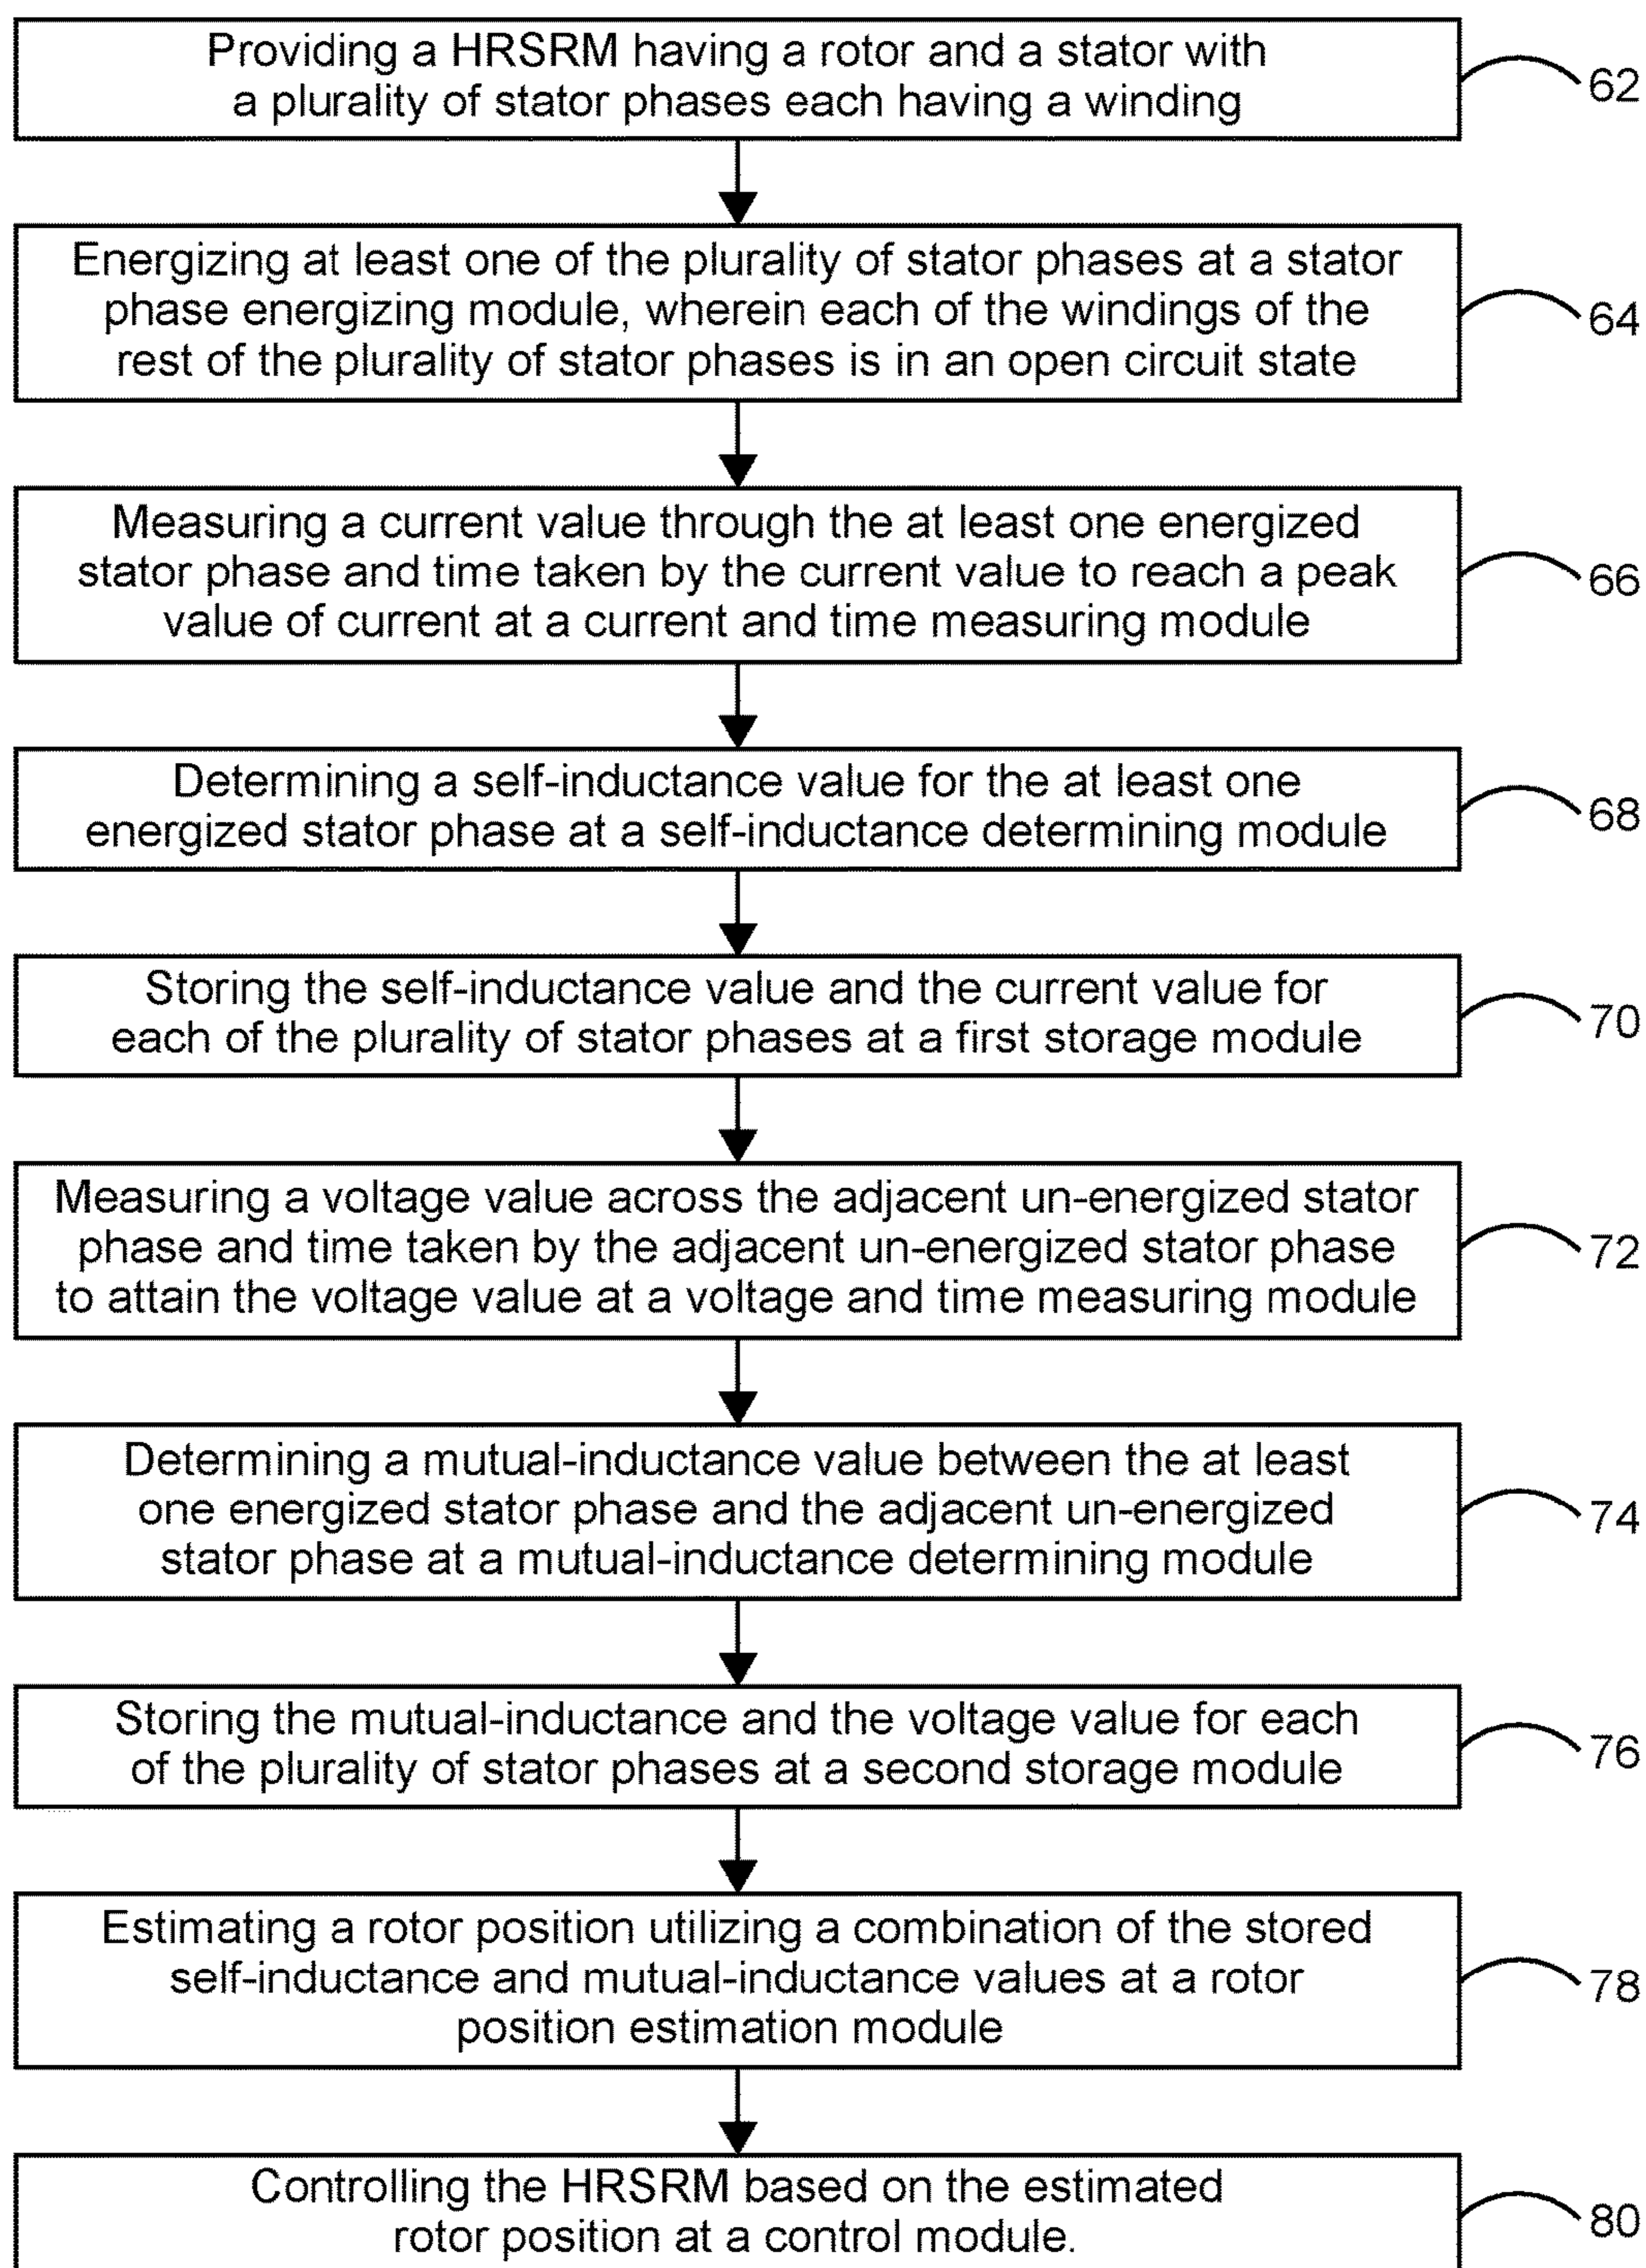 Providing a HRSRM having a rotor and a stator with
a plurality of stator phases each having a winding
62
Energizing at least one of the plurality of stator phases at a stator
phase energizing module, wherein each of the windings of the
rest of the plurality of stator phases is in an open circuit state
64
Measuring a current value through the at least one energized
stator phase and time taken by the current value to reach a peak
value of current at a current and time measuring module
66
Determining a self-inductance value for the at least one
energized stator phase at a self-inductance determining module
68
Storing the self-inductance value and the current value for
each of the plurality of stator phases at a first storage module
70
Measuring a voltage value across the adjacent un-energized stator
phase and time taken by the adjacent un-energized stator phase
to attain the voltage value at a voltage and time measuring module
72
Determining a mutual-inductance value between the at least
one energized stator phase and the adjacent un-energized
stator phase at a mutual-inductance determining module
74
Storing the mutual-inductance and the voltage value for each
of the plurality of stator phases at a second storage module
76
Estimating a rotor position utilizing a combination of the stored
self-inductance and mutual-inductance values at a rotor
position estimation module
78
Controlling the HRSRM based on the estimated
rotor position at a control module.
80